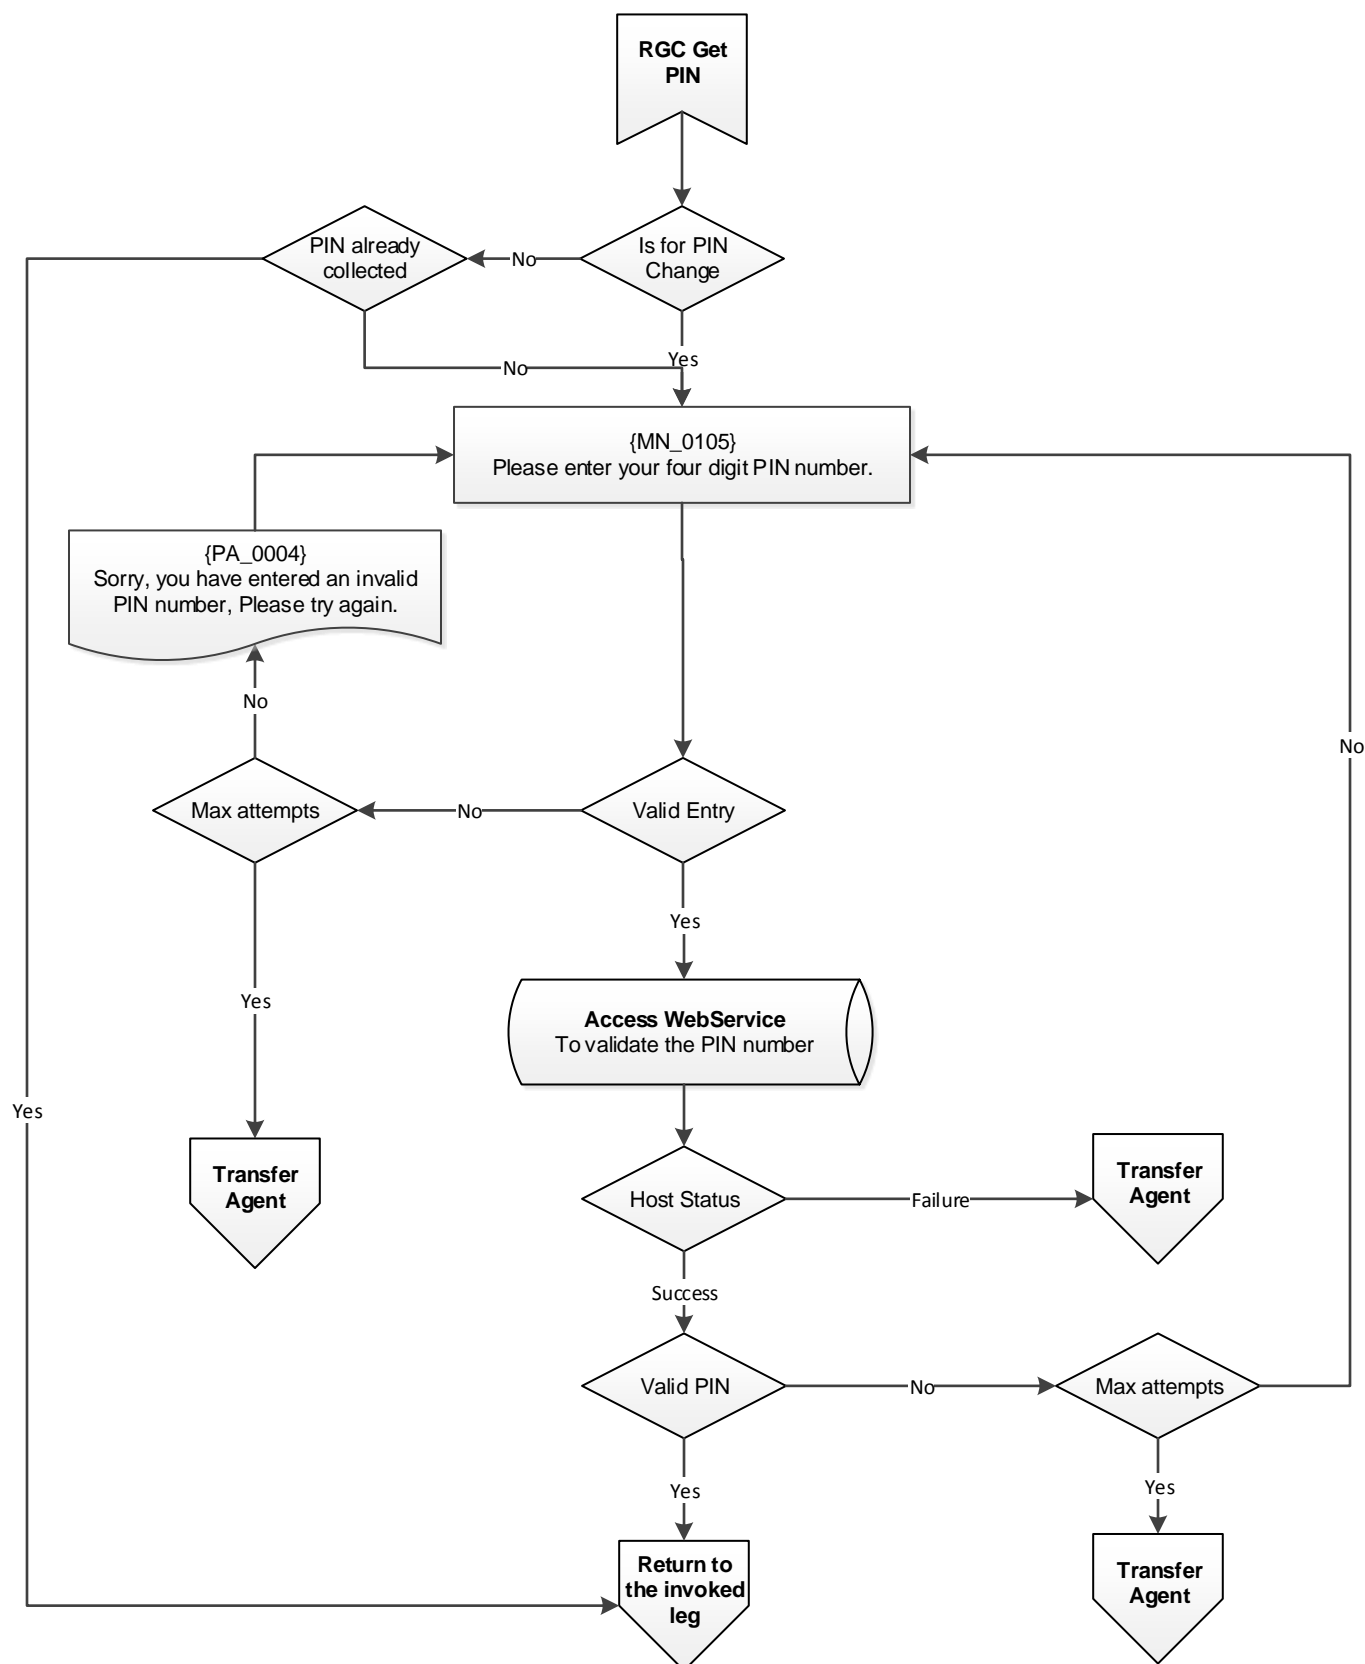 RGC Get
PIN
PIN already
collected
No
Is for PIN
Change
Yes
No
{MN_0105}
Please enter your four digit PIN number.
{PA_0004}
Sorry, you have entered an invalid
PIN number, Please try again.
No
No
Max attempts
No
Valid Entry
Yes
Yes
Access WebService
To validate the PIN number
Yes
Transfer
Agent
Host Status
Failure
Transfer
Agent
Success
Valid PIN
No
Max attempts
Yes
Yes
Return to
the invoked
leg
Transfer
Agent